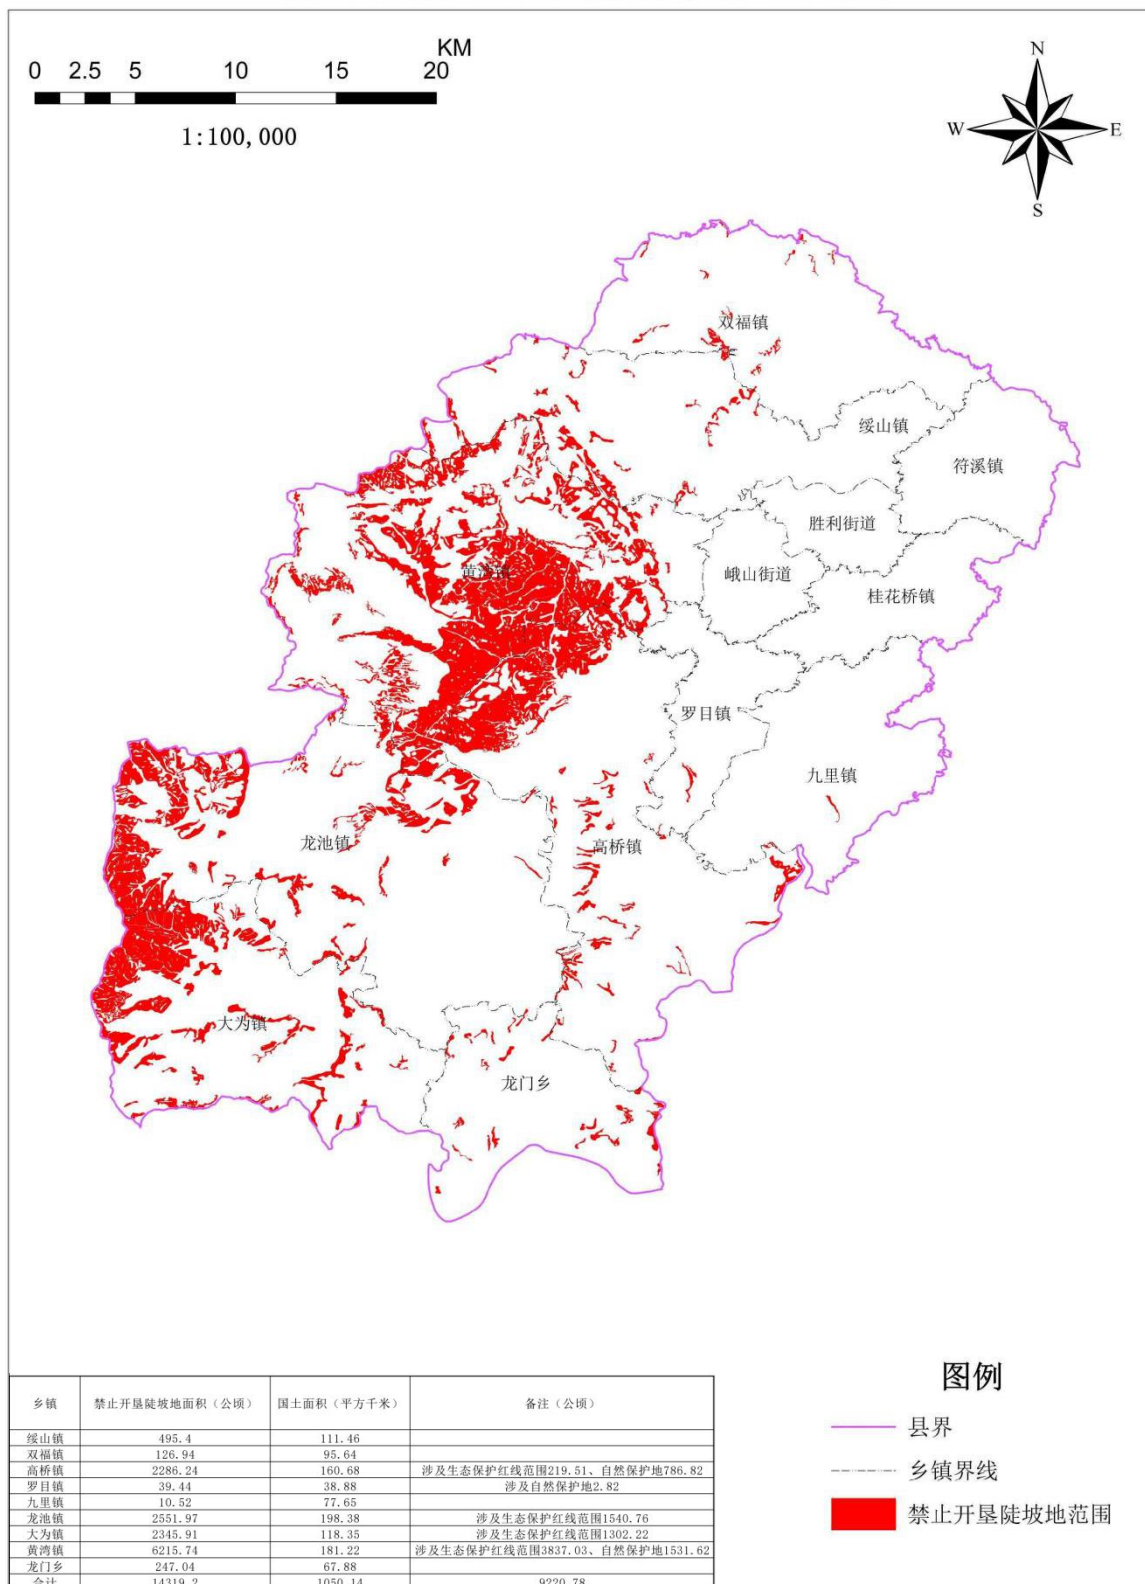 KM
0 2.5 5 10 15 20
1:100,000
N
W E
S
双福镇
绥山镇
符溪镇
胜利街道
黄湾镇
峨山街道
桂花桥镇
罗目镇
九里镇
龙池镇
高桥镇
大为镇
龙门乡
图例
县界
乡镇界线
禁止开垦陡坡地范围
乡镇 禁止开垦陡坡地面积（公顷） 国土面积（平方千米） 备注（公顷）
绥山镇 495.4 111.46
双福镇 126.94 95.64
高桥镇 2286.24 160.68 涉及生态保护红线范围219.51、自然保护地786.82
罗目镇 39.44 38.88 涉及自然保护地2.82
九里镇 10.52 77.65
龙池镇 2551.97 198.38 涉及生态保护红线范围1540.76
大为镇 2345.91 118.35 涉及生态保护红线范围1302.22
黄湾镇 6215.74 181.22 涉及生态保护红线范围3837.03、自然保护地1531.62
龙门乡 247.04 67.88
合计 14319.2 1050.14 9220.78